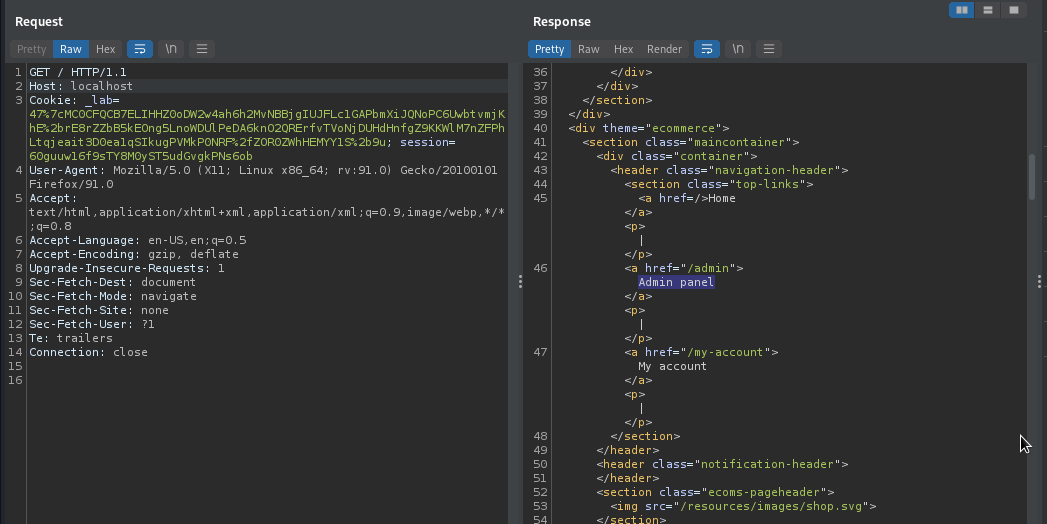 Request
Pretty Raw Hex \n
1 GET / HTTP/1.1
2 Host: localhost
3 Cookie: _lab=
47%7cMC0CFQCB7ELIHHZ0oDW2w4ah6h2MvNBBjgIUJFLc1GAPbmXiJQNoPC6UwbtvmjK
hE%2brE8rZZbB5kEOng5LnoWDUlPeDA6knO2QRErfvTVoNjDUHdHnfgZ9KKWlM7nZFPh
Ltqjeait3D0ea1qSIkugPVMkP0NRF%2fZOROZWhHEMYY1S%2b9u; session=
60guuw16f9sTY8M0yST5udGvgkPNs6ob
4 User-Agent: Mozilla/5.0 (X11; Linux x86_64; rv:91.0) Gecko/20100101
Firefox/91.0
5 Accept:
text/html,application/xhtml+xml,application/xml;q=0.9,image/webp,*/*
;q=0.8
6 Accept-Language: en-US,en;q=0.5
7 Accept-Encoding: gzip, deflate
8 Upgrade-Insecure-Requests: 1
9 Sec-Fetch-Dest: document
10 Sec-Fetch-Mode: navigate
11 Sec-Fetch-Site: none
12 Sec-Fetch-User: ?1
13 Te: trailers
14 Connection: close
15
16
Response
Pretty Raw Hex Render \n
36 </div>
37 </div>
38 </section>
39 </div>
40 <div theme="ecommerce">
41 <section class="maincontainer">
42 <div class="container">
43 <header class="navigation-header">
44 <section class="top-links">
45 <a href=/>Home
</a>
<p>
|
</p>
46 <a href="/admin">
Admin panel
</a>
<p>
|
</p>
47 <a href="/my-account">
My account
</a>
<p>
|
</p>
48 </section>
49 </header>
50 <header class="notification-header">
51 </header>
52 <section class="ecoms-pageheader">
53 <img src="/resources/images/shop.svg">
54 </section>